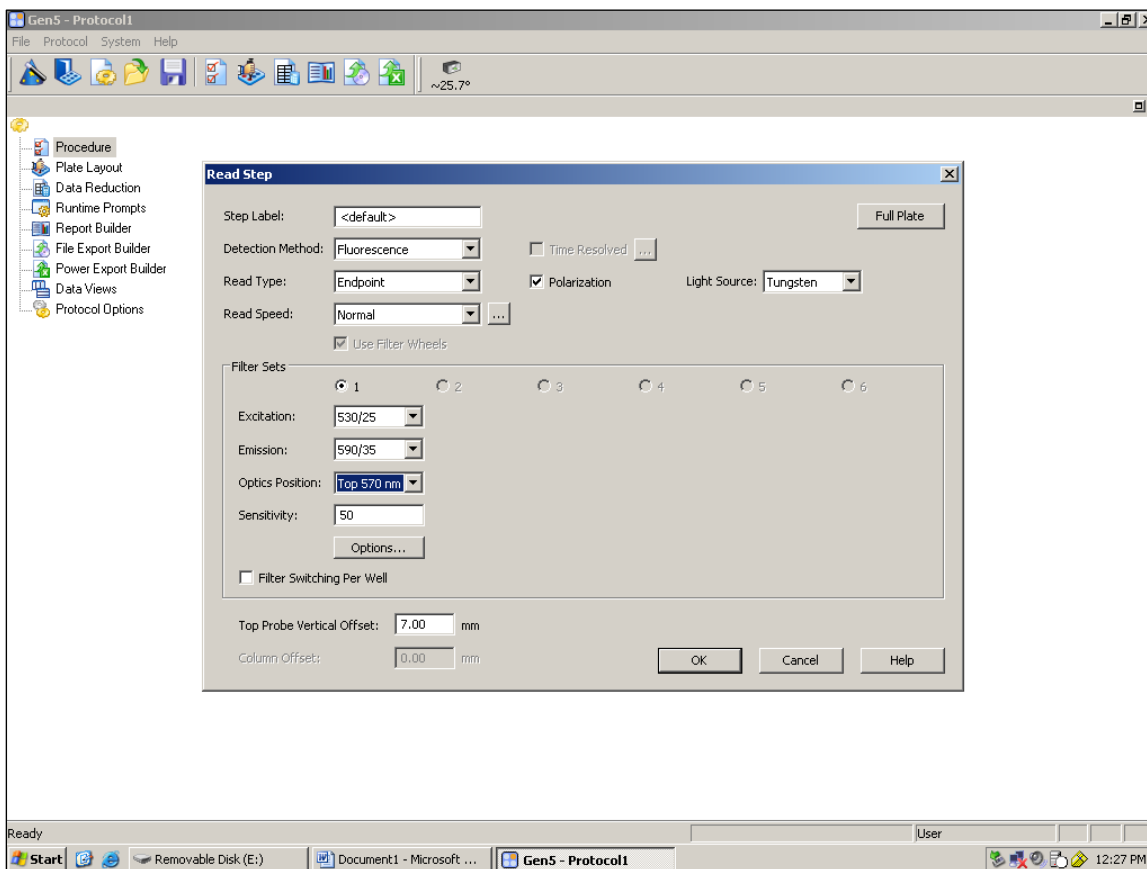 Gen5 - Protocol1
File Protocol System Help
~25.7°
Procedure
Plate Layout
Data Reduction
Runtime Prompts
Report Builder
File Export Builder
Power Export Builder
Data Views
Protocol Options
Read Step
Step Label: <default> Full Plate
Detection Method: Fluorescence Time Resolved ...
Read Type: Endpoint Polarization Light Source: Tungsten
Read Speed: Normal ...
Use Filter Wheels
Filter Sets
1 2 3 4 5 6
Excitation: 530/25
Emission: 590/35
Optics Position: Top 570 nm
Sensitivity: 50
Options...
Filter Switching Per Well
Top Probe Vertical Offset: 7.00 mm
Column Offset: 0.00 mm
OK Cancel Help
Ready User
Start Removable Disk (E:) Document1 - Microsoft ... Gen5 - Protocol1 12:27 PM